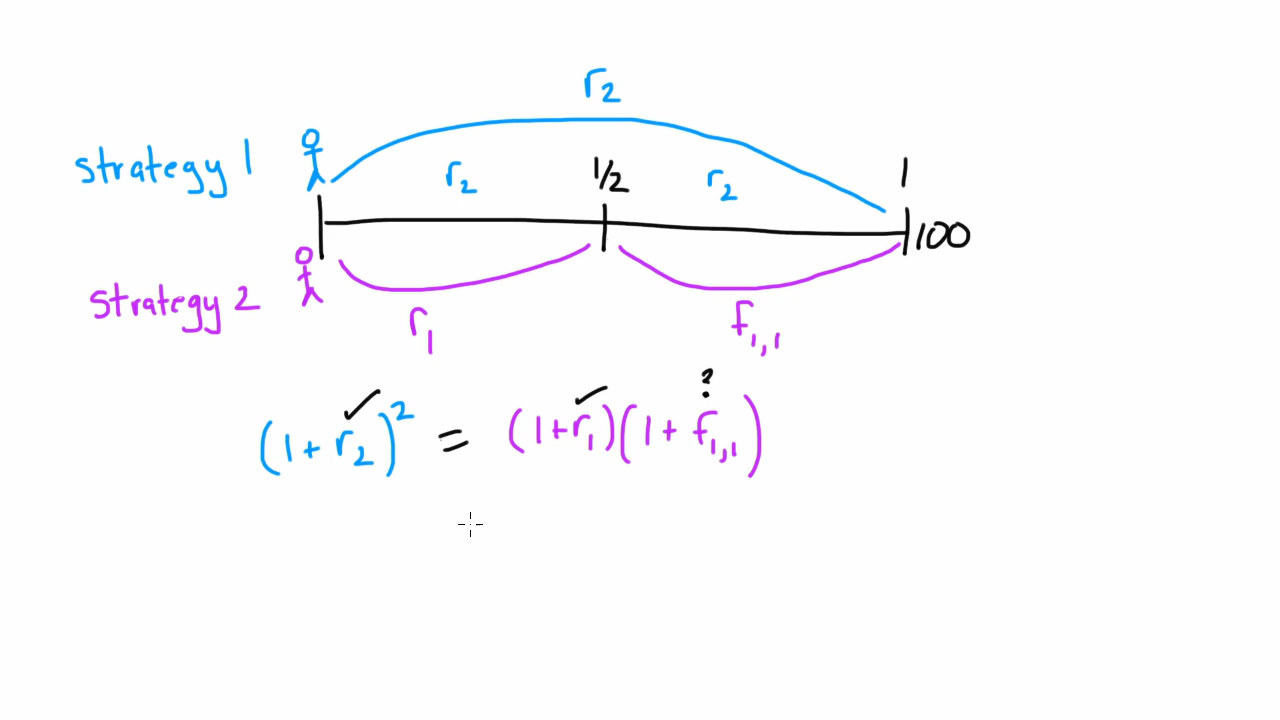 r₂
strategy 1
r₂ 1/2 r₂ 1
100
strategy 2
r₁ f₁,₁
✓ ✓ ?
(1 + r₂)² = (1 + r₁)(1 + f₁,₁)